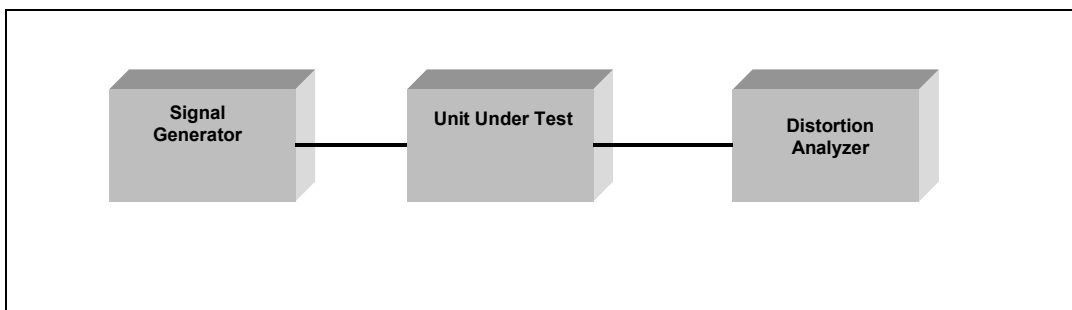 Signal
Generator
Unit Under Test
Distortion
Analyzer